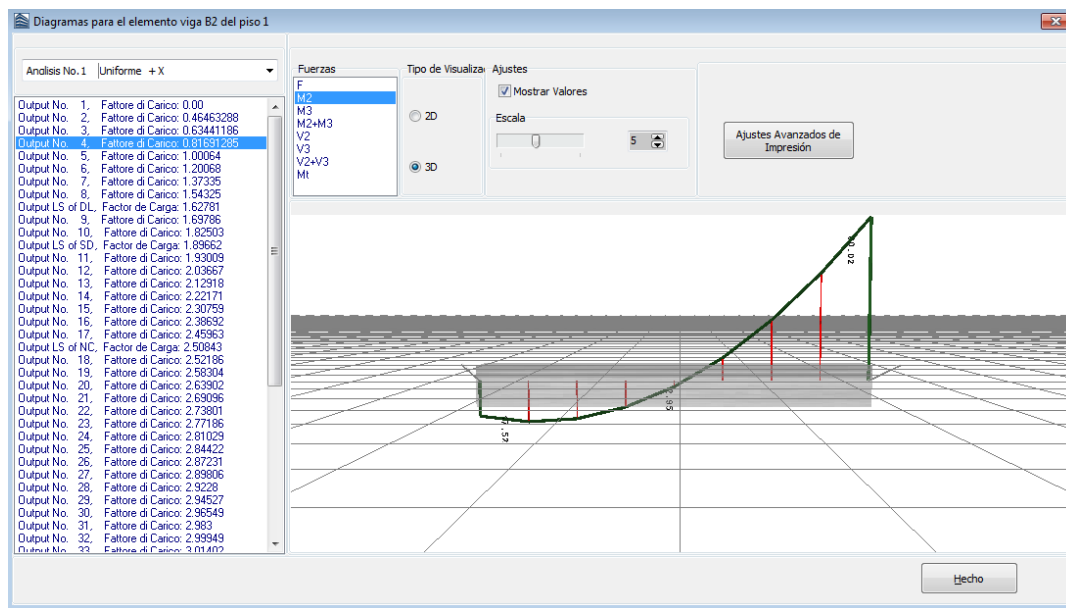 Diagramas para el elemento viga B2 del piso 1
Analisis No.1 Uniforme +X
Output No. 1, Fattore di Carico: 0.00
Output No. 2, Fattore di Carico: 0.46463288
Output No. 3, Fattore di Carico: 0.63441186
Output No. 4, Fattore di Carico: 0.81691285
Output No. 5, Fattore di Carico: 1.00064
Output No. 6, Fattore di Carico: 1.20068
Output No. 7, Fattore di Carico: 1.37335
Output No. 8, Fattore di Carico: 1.54325
Output LS of DL, Factor de Carga: 1.62781
Output No. 9, Fattore di Carico: 1.69786
Output No. 10, Fattore di Carico: 1.82503
Output LS of SD, Factor de Carga: 1.89662
Output No. 11, Fattore di Carico: 1.93009
Output No. 12, Fattore di Carico: 2.03667
Output No. 13, Fattore di Carico: 2.12918
Output No. 14, Fattore di Carico: 2.22171
Output No. 15, Fattore di Carico: 2.30759
Output No. 16, Fattore di Carico: 2.38692
Output No. 17, Fattore di Carico: 2.45963
Output LS of NC, Factor de Carga: 2.50843
Output No. 18, Fattore di Carico: 2.52186
Output No. 19, Fattore di Carico: 2.58304
Output No. 20, Fattore di Carico: 2.63902
Output No. 21, Fattore di Carico: 2.69096
Output No. 22, Fattore di Carico: 2.73801
Output No. 23, Fattore di Carico: 2.77186
Output No. 24, Fattore di Carico: 2.81029
Output No. 25, Fattore di Carico: 2.84422
Output No. 26, Fattore di Carico: 2.87231
Output No. 27, Fattore di Carico: 2.89806
Output No. 28, Fattore di Carico: 2.9228
Output No. 29, Fattore di Carico: 2.94527
Output No. 30, Fattore di Carico: 2.96549
Output No. 31, Fattore di Carico: 2.983
Output No. 32, Fattore di Carico: 2.99949
Output No. 33, Fattore di Carico: 3.01402
Fuerzas
F
M2
M3
M2+M3
V2
V3
V2+V3
Mt
Tipo de Visualiza
2D
3D
Ajustes
Mostrar Valores
Escala
5
Ajustes Avanzados de
Impresión
Hecho